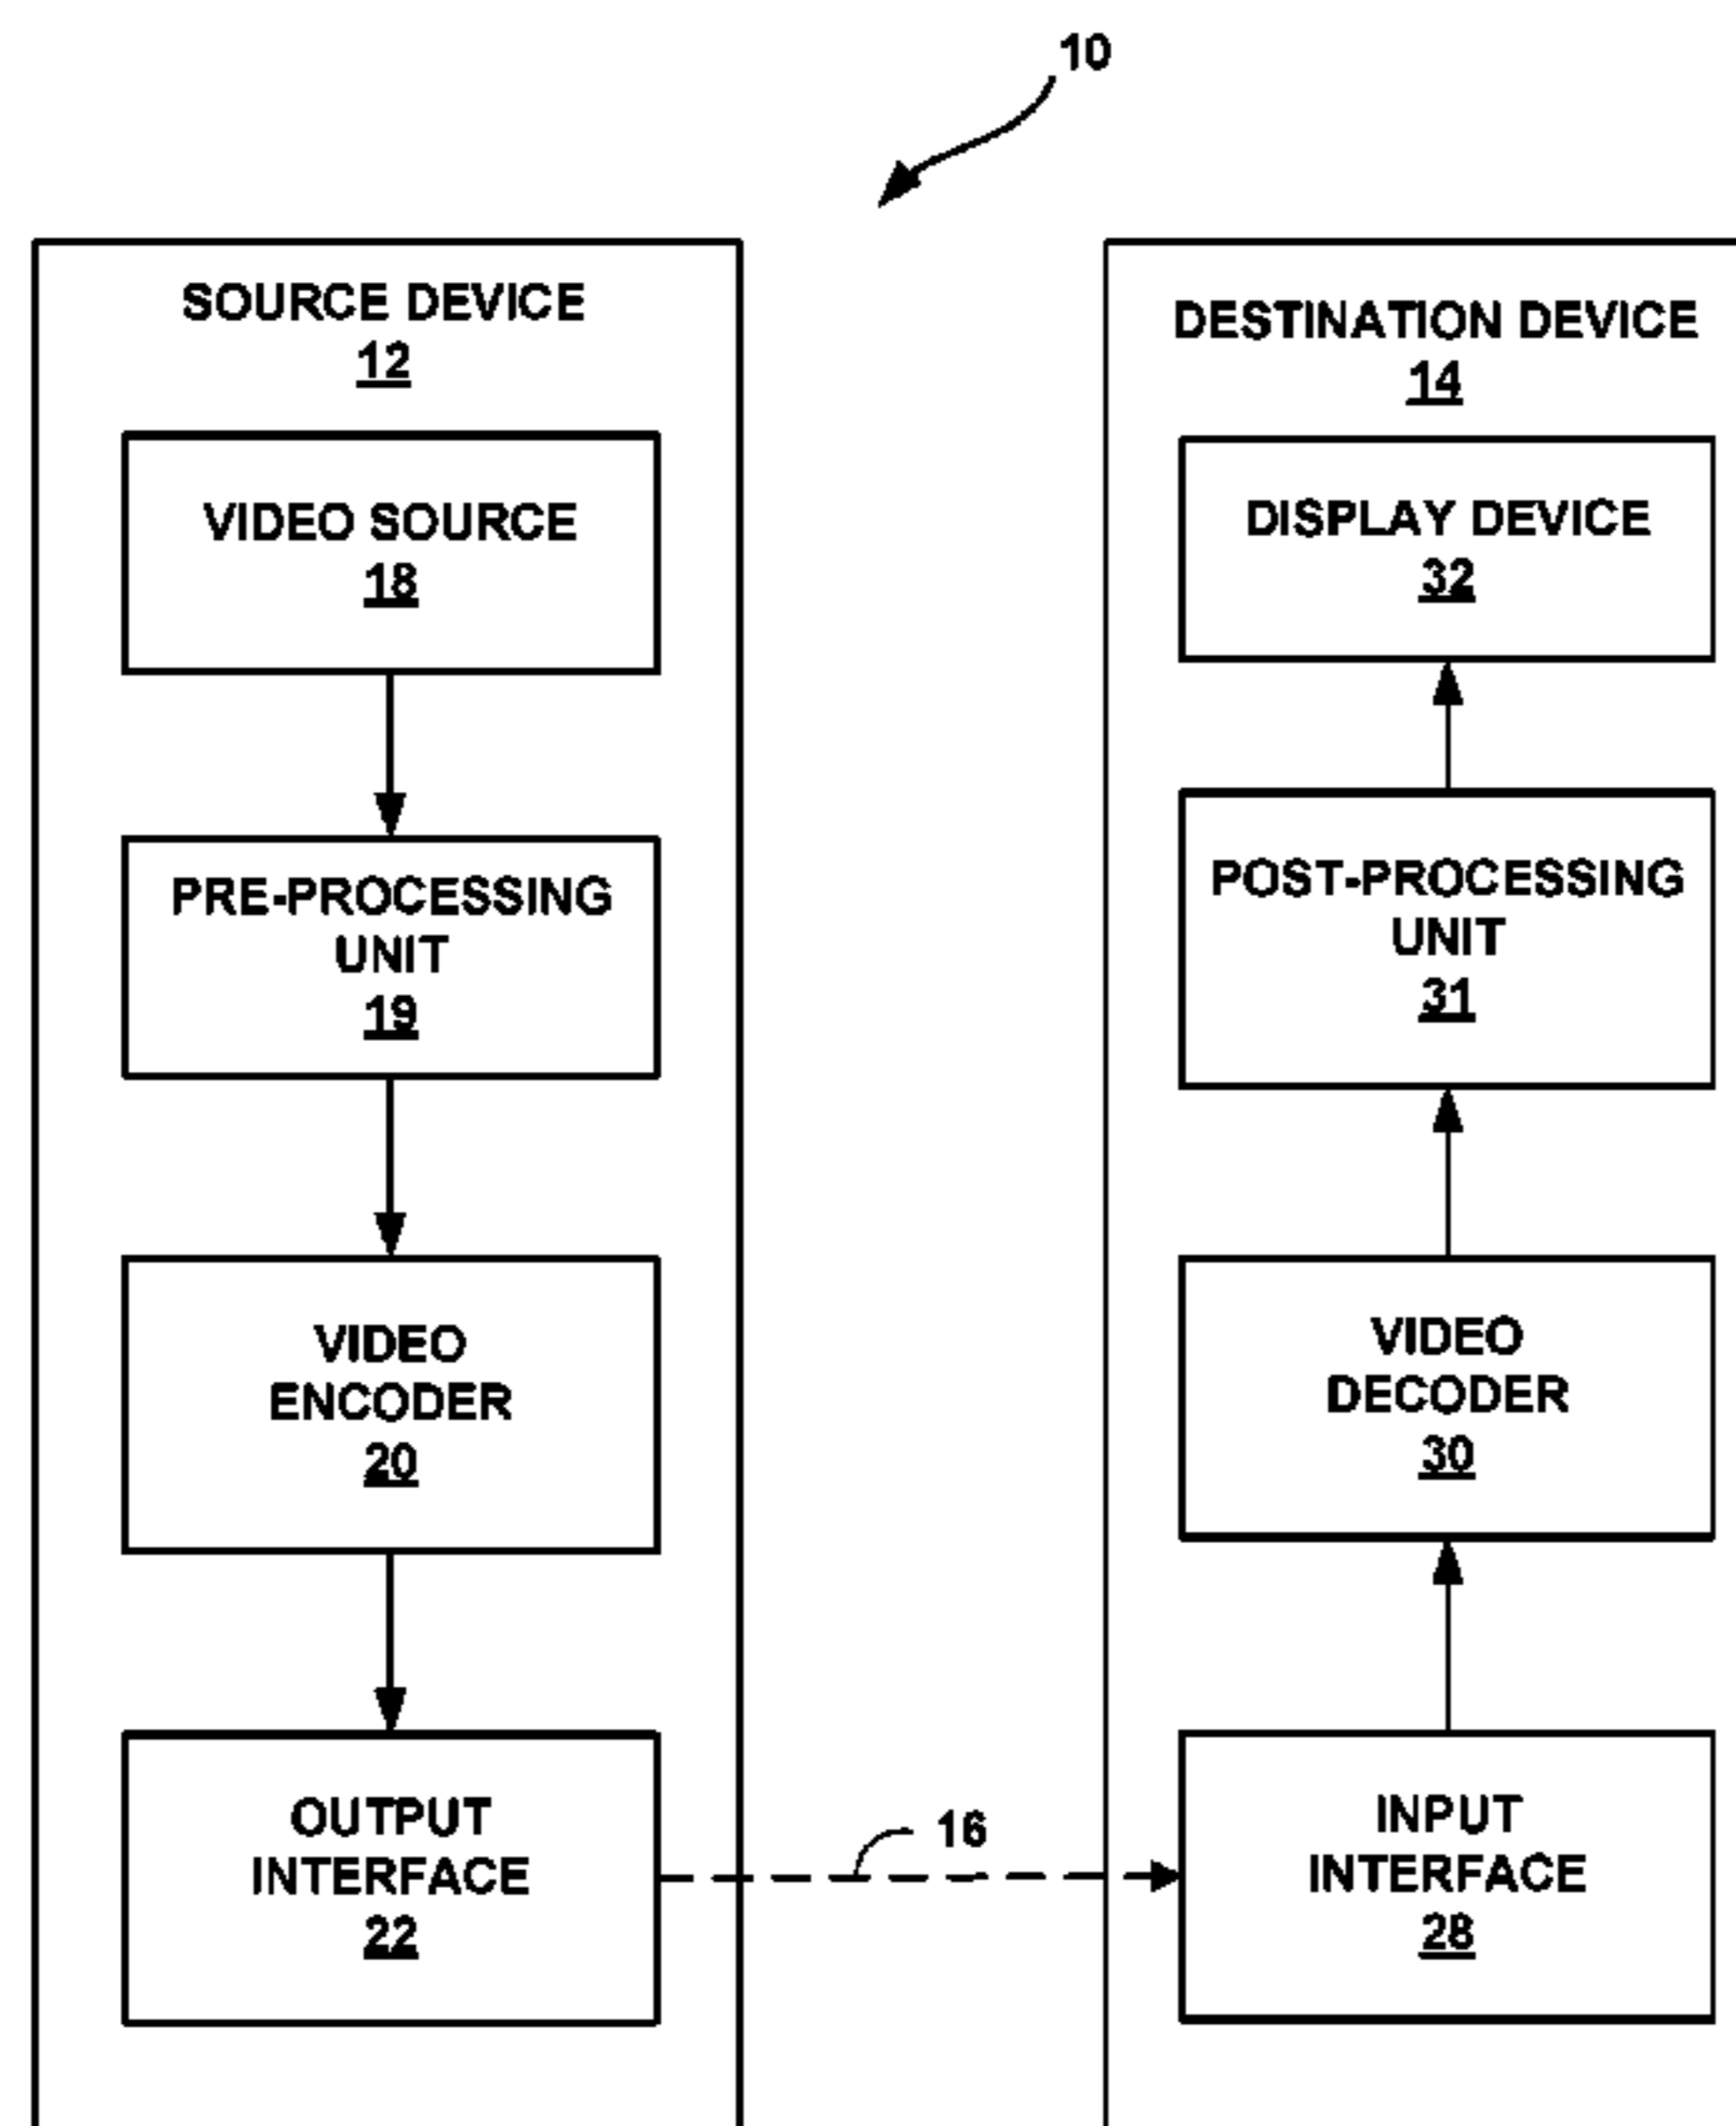 10
SOURCE DEVICE
12
VIDEO SOURCE
18
PRE-PROCESSING
UNIT
19
VIDEO
ENCODER
20
OUTPUT
INTERFACE
22
16
DESTINATION DEVICE
14
DISPLAY DEVICE
32
POST-PROCESSING
UNIT
31
VIDEO
DECODER
30
INPUT
INTERFACE
28